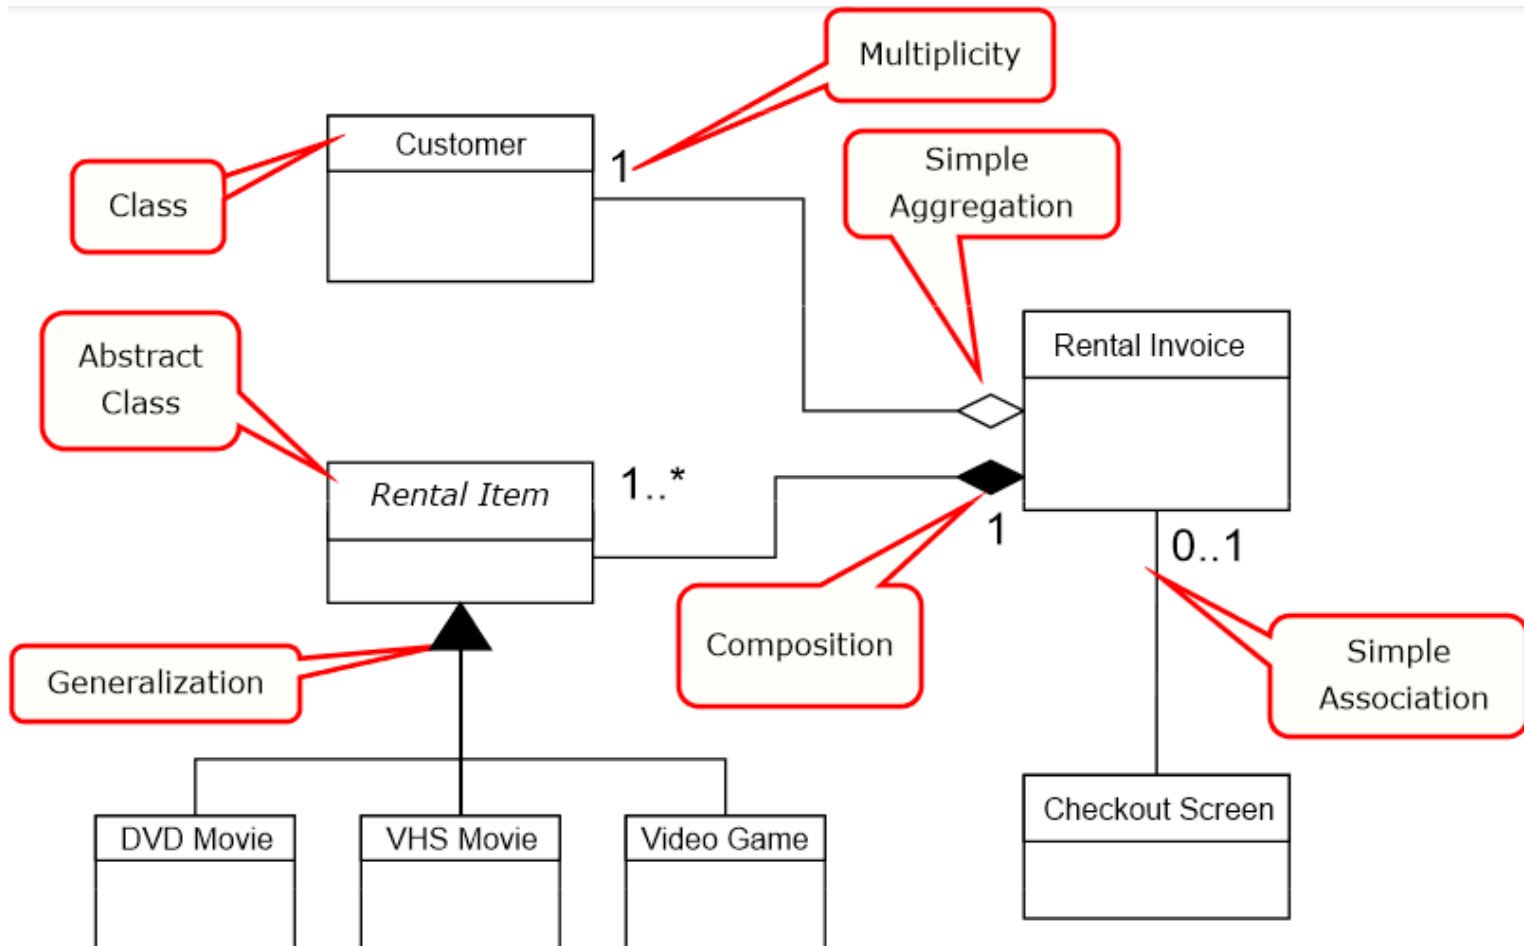 Multiplicity
Customer
1
Simple
Aggregation
Class
Rental Invoice
Abstract
Class
Rental Item
1..*
1
0..1
Composition
Simple
Association
Generalization
Checkout Screen
DVD Movie
VHS Movie
Video Game